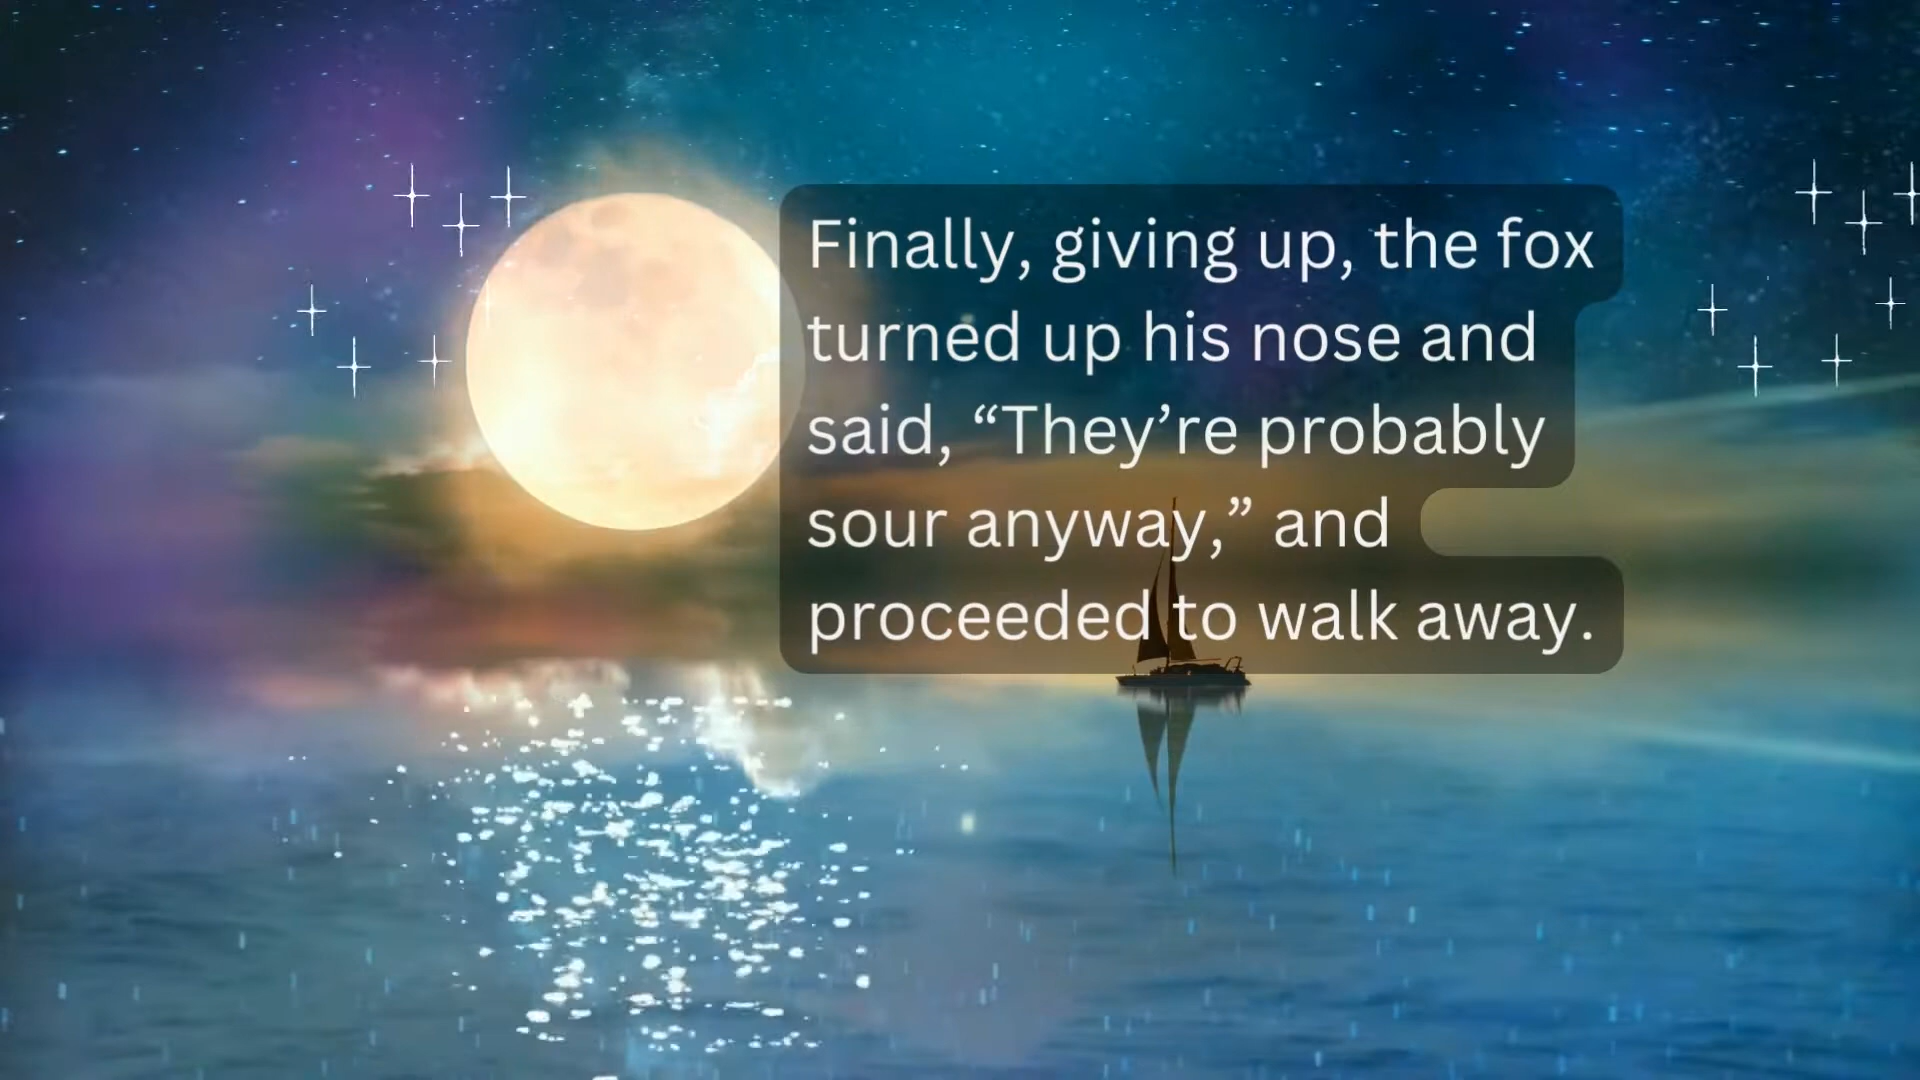 Finally, giving up, the fox
turned up his nose and
said, “They’re probably
sour anyway,” and
proceeded to walk away.